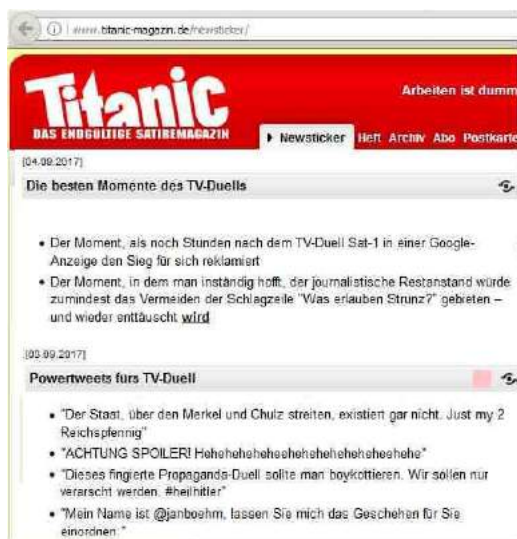 www.titanic-magazin.de/newsticker/
Titanic
DAS ENDGÜLTIGE SATIREMAGAZIN
Arbeiten ist dumm
Newsticker Heft Archiv Abo Postkarte
[04.09.2017]
Die besten Momente des TV-Duells
• Der Moment, als noch Stunden nach dem TV-Duell Sat-1 in einer Google-
Anzeige den Sieg für sich reklamiert
• Der Moment, in dem man inständig hofft, der journalistische Restanstand würde
zumindest das Vermeiden der Schlagzeile "Was erlauben Strunz?" gebieten –
und wieder enttäuscht wird
[03.09.2017]
Powertweets fürs TV-Duell
• "Der Staat, über den Merkel und Chulz streiten, existiert gar nicht. Just my 2
Reichspfennig"
• "ACHTUNG SPOILER! Hehehehehehehehehehehehehehehe"
• "Dieses fingierte Propaganda-Duell sollte man boykottieren. Wir sollen nur
verarscht werden. #heilhitler"
• "Mein Name ist @janboehm, lassen Sie mich das Geschehen für Sie
einordnen."